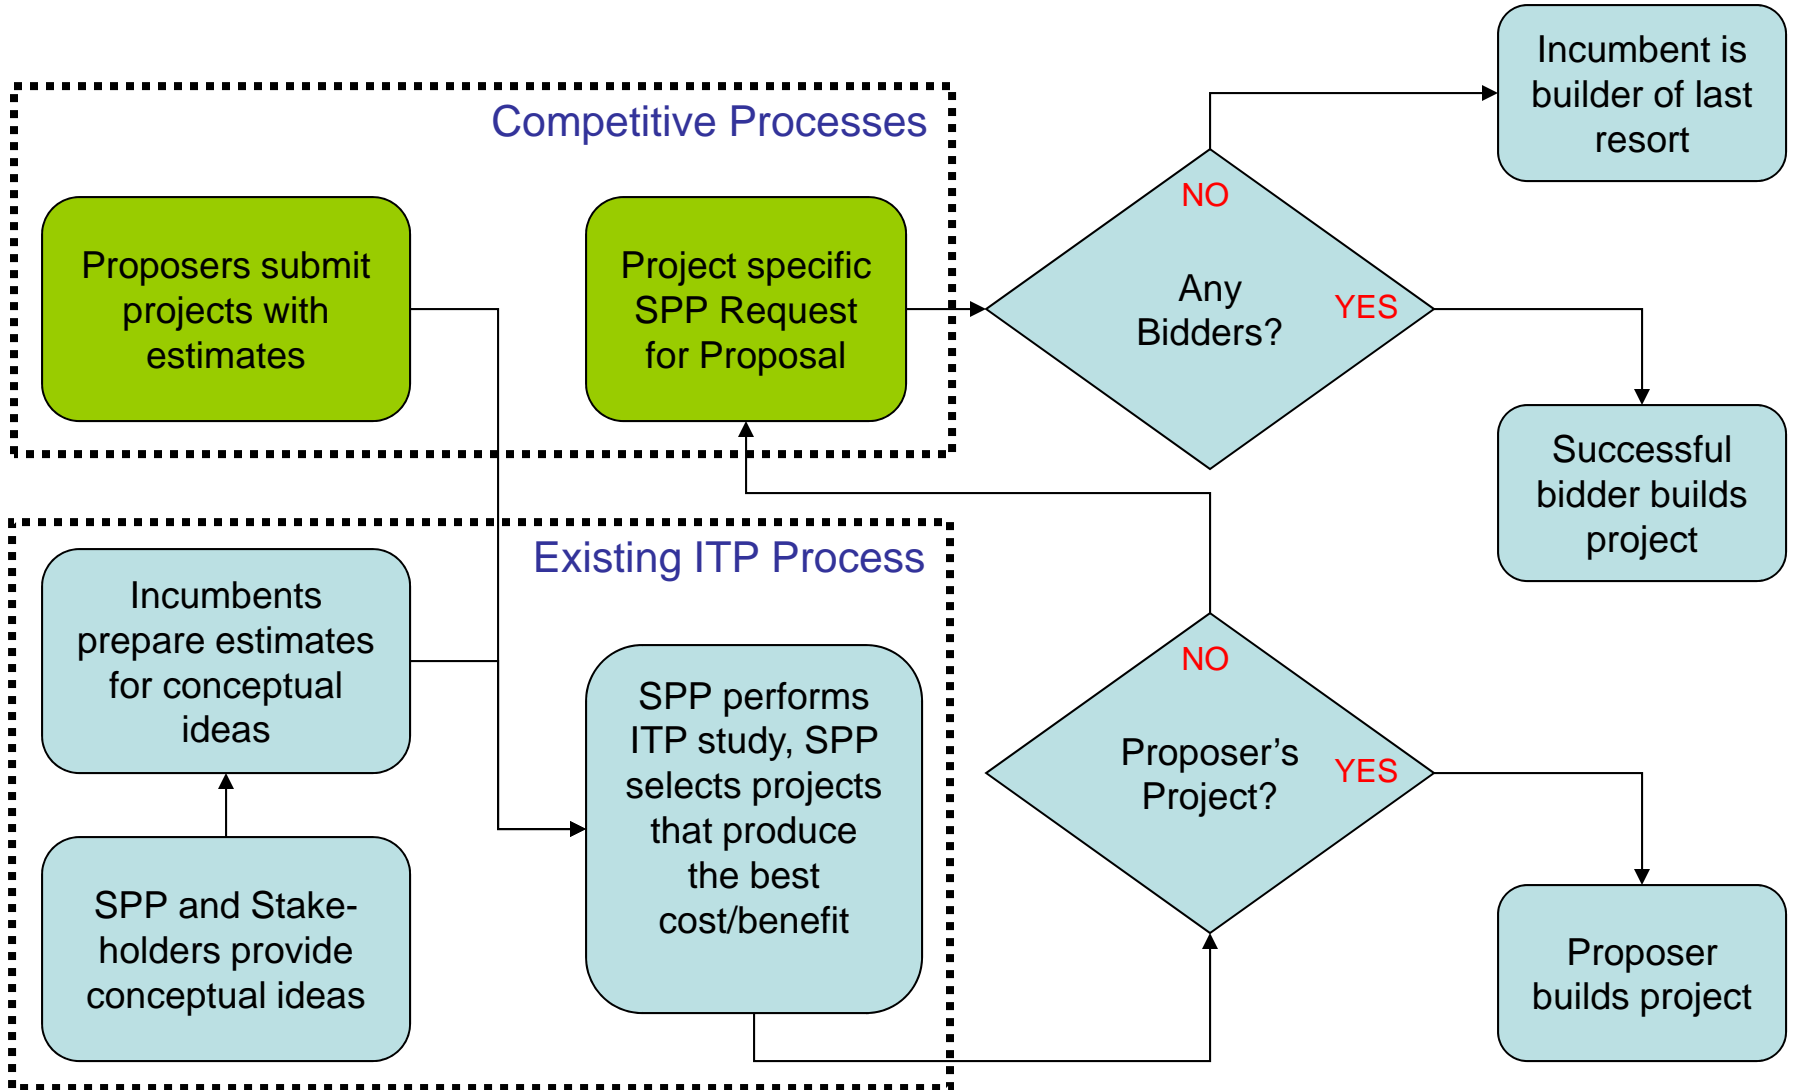 Incumbent is
builder of last
resort
Competitive Processes
Proposers submit
projects with
estimates
Project specific
SPP Request
for Proposal
NO
Any
Bidders?
YES
Successful
bidder builds
project
Existing ITP Process
Incumbents
prepare estimates
for conceptual
ideas
SPP performs
ITP study, SPP
selects projects
that produce
the best
cost/benefit
NO
Proposer’s
Project?
YES
SPP and Stake-
holders provide
conceptual ideas
Proposer
builds project